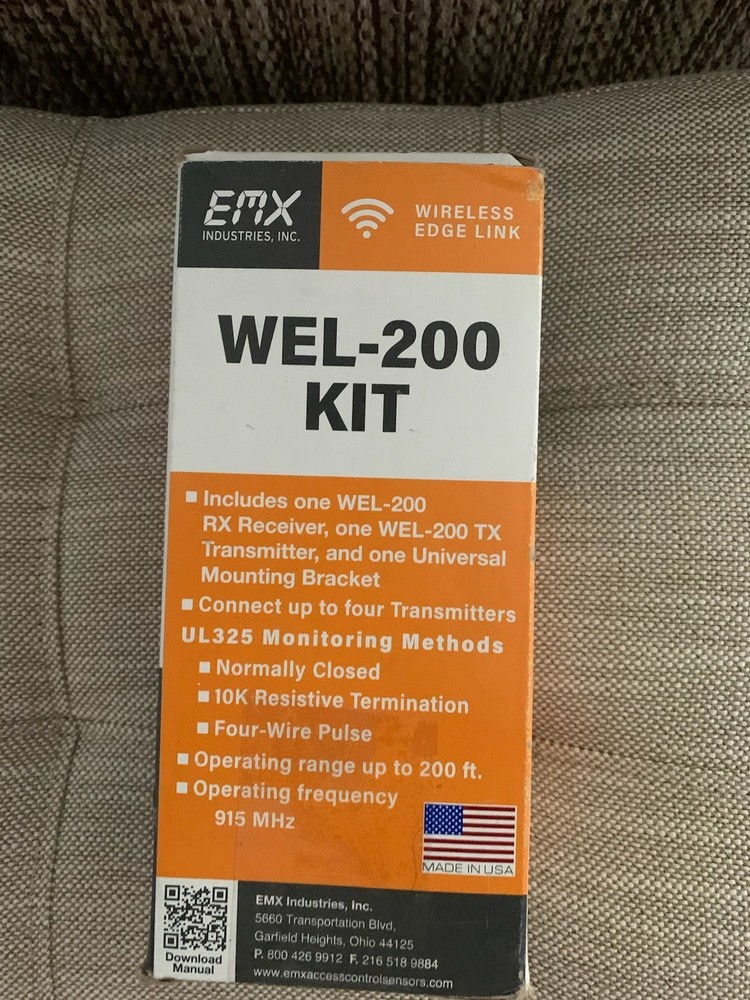 EMX
INDUSTRIES, INC.
WIRELESS
EDGE LINK
WEL-200
KIT
Includes one WEL-200
RX Receiver, one WEL-200 TX
Transmitter, and one Universal
Mounting Bracket
Connect up to four Transmitters
UL325 Monitoring Methods
Normally Closed
10K Resistive Termination
Four-Wire Pulse
Operating range up to 200 ft.
Operating frequency
915 MHz
MADE IN USA
Download
Manual
EMX Industries, Inc.
5660 Transportation Blvd,
Garfield Heights, Ohio 44125
P. 800 426 9912 F. 216 518 9884
www.emxaccesscontrolsensors.com